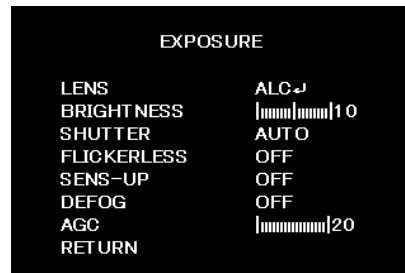 EXPOSURE
LENS ALC↵
BRIGHTNESS 10
SHUTTER AUTO
FLICKERLESS OFF
SENS-UP OFF
DEFOG OFF
AGC 20
RETURN